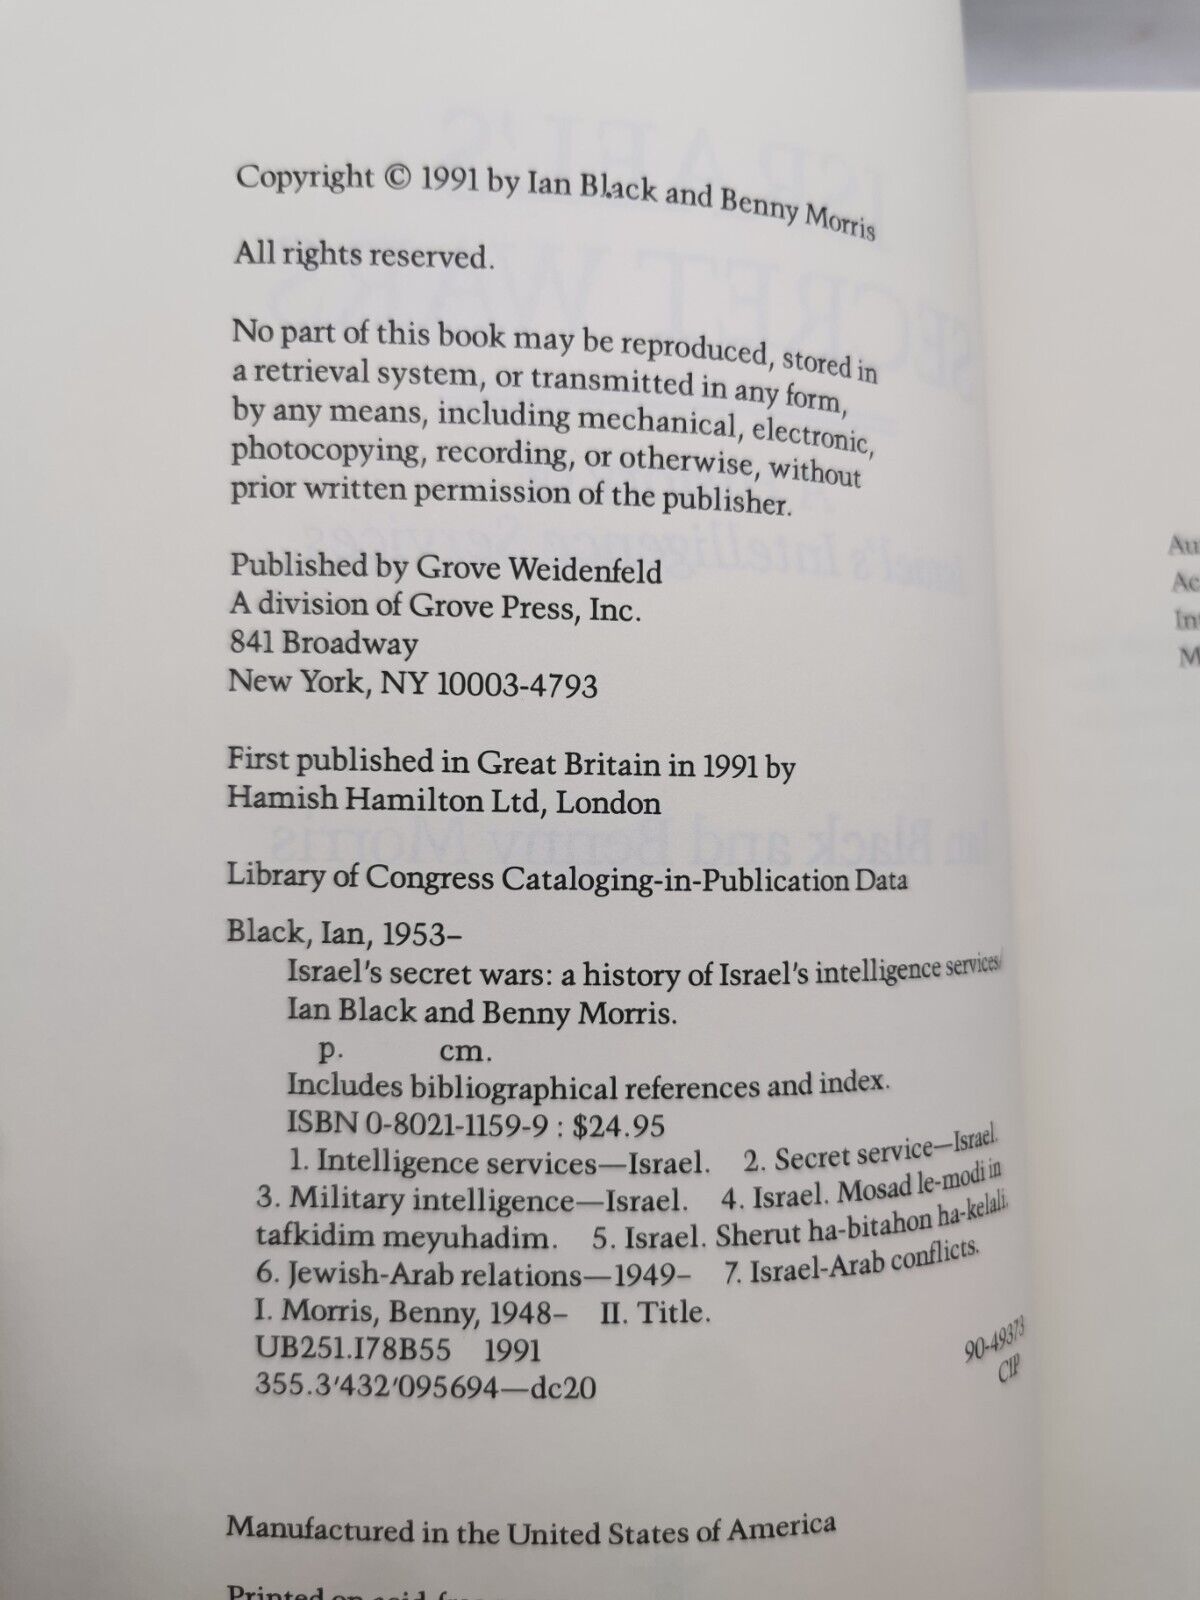 Copyright © 1991 by Ian Black and Benny Morris
All rights reserved.
No part of this book may be reproduced, stored in
a retrieval system, or transmitted in any form,
by any means, including mechanical, electronic,
photocopying, recording, or otherwise, without
prior written permission of the publisher.
Published by Grove Weidenfeld
A division of Grove Press, Inc.
841 Broadway
New York, NY 10003-4793
First published in Great Britain in 1991 by
Hamish Hamilton Ltd, London
Library of Congress Cataloging-in-Publication Data
Black, Ian, 1953–
Israel's secret wars: a history of Israel's intelligence services/
Ian Black and Benny Morris.
p. cm.
Includes bibliographical references and index.
ISBN 0-8021-1159-9 : $24.95
1. Intelligence services—Israel. 2. Secret service—Israel.
3. Military intelligence—Israel. 4. Israel. Mosad le-modi in
tafkidim meyuhadim. 5. Israel. Sherut ha-bitahon ha-kelali.
6. Jewish-Arab relations—1949– 7. Israel-Arab conflicts.
I. Morris, Benny, 1948– II. Title.
UB251.I78B55 1991
355.3'432'095694—dc20
90-49373
CIP
Manufactured in the United States of America
Printed on acid-free
Au
Ac
Int
M